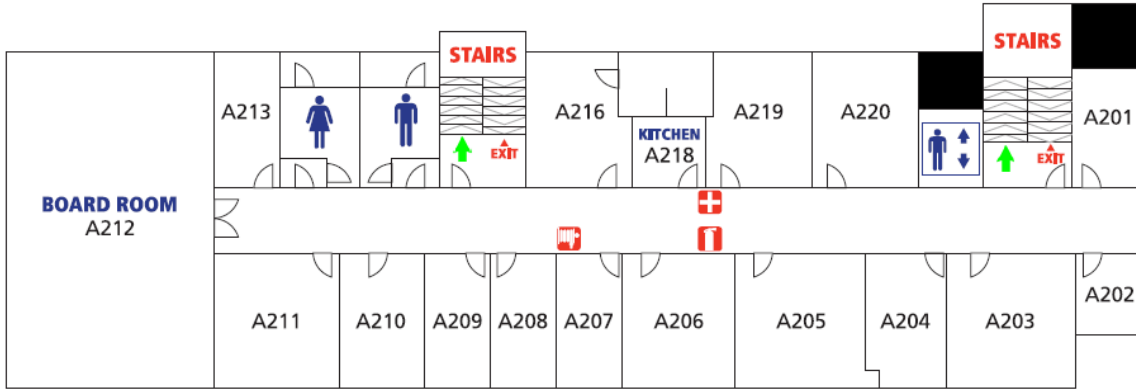 STAIRS
STAIRS
A213
A216
KITCHEN
A218
A219
A220
A201
EXIT
EXIT
BOARD ROOM
A212
A211
A210
A209
A208
A207
A206
A205
A204
A203
A202